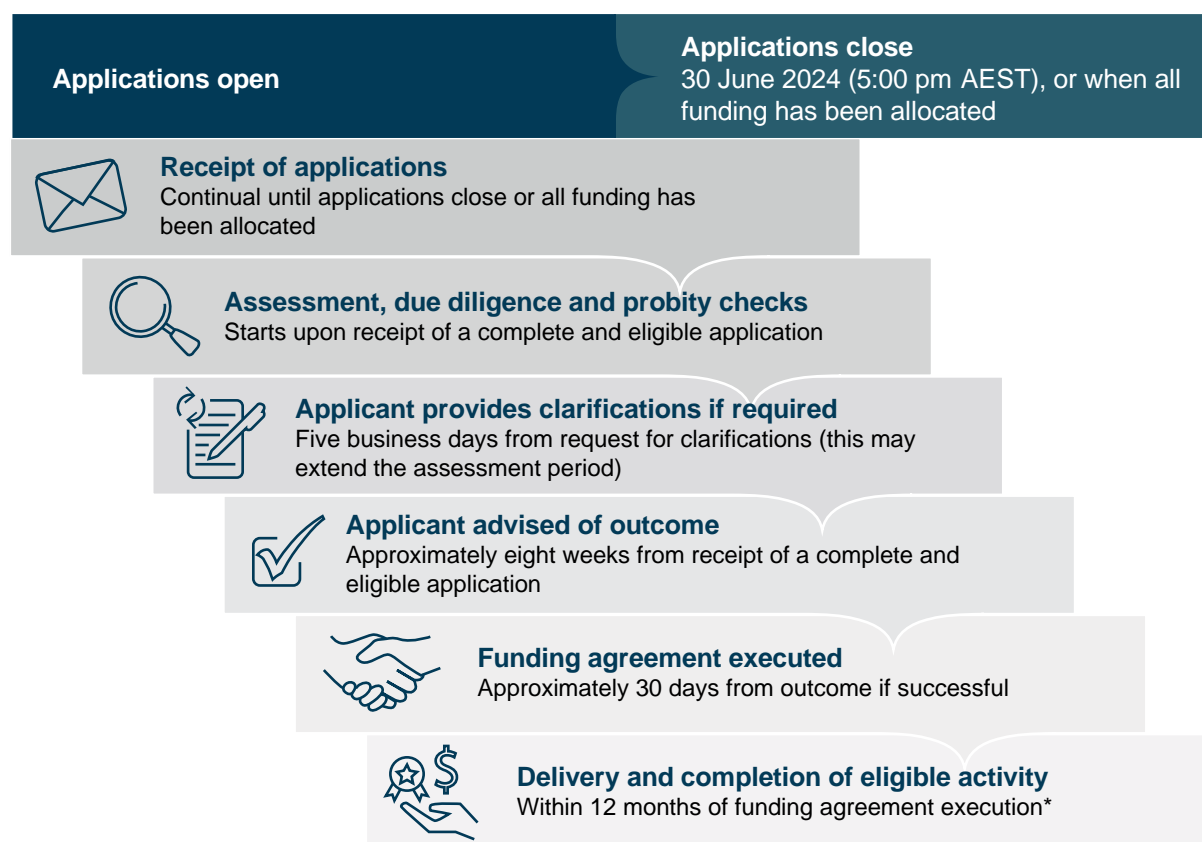 Applications open
Applications close
30 June 2024 (5:00 pm AEST), or when all
funding has been allocated
Receipt of applications
Continual until applications close or all funding has
been allocated
Assessment, due diligence and probity checks
Starts upon receipt of a complete and eligible application
Applicant provides clarifications if required
Five business days from request for clarifications (this may
extend the assessment period)
Applicant advised of outcome
Approximately eight weeks from receipt of a complete and
eligible application
Funding agreement executed
Approximately 30 days from outcome if successful
$
Delivery and completion of eligible activity
Within 12 months of funding agreement execution*